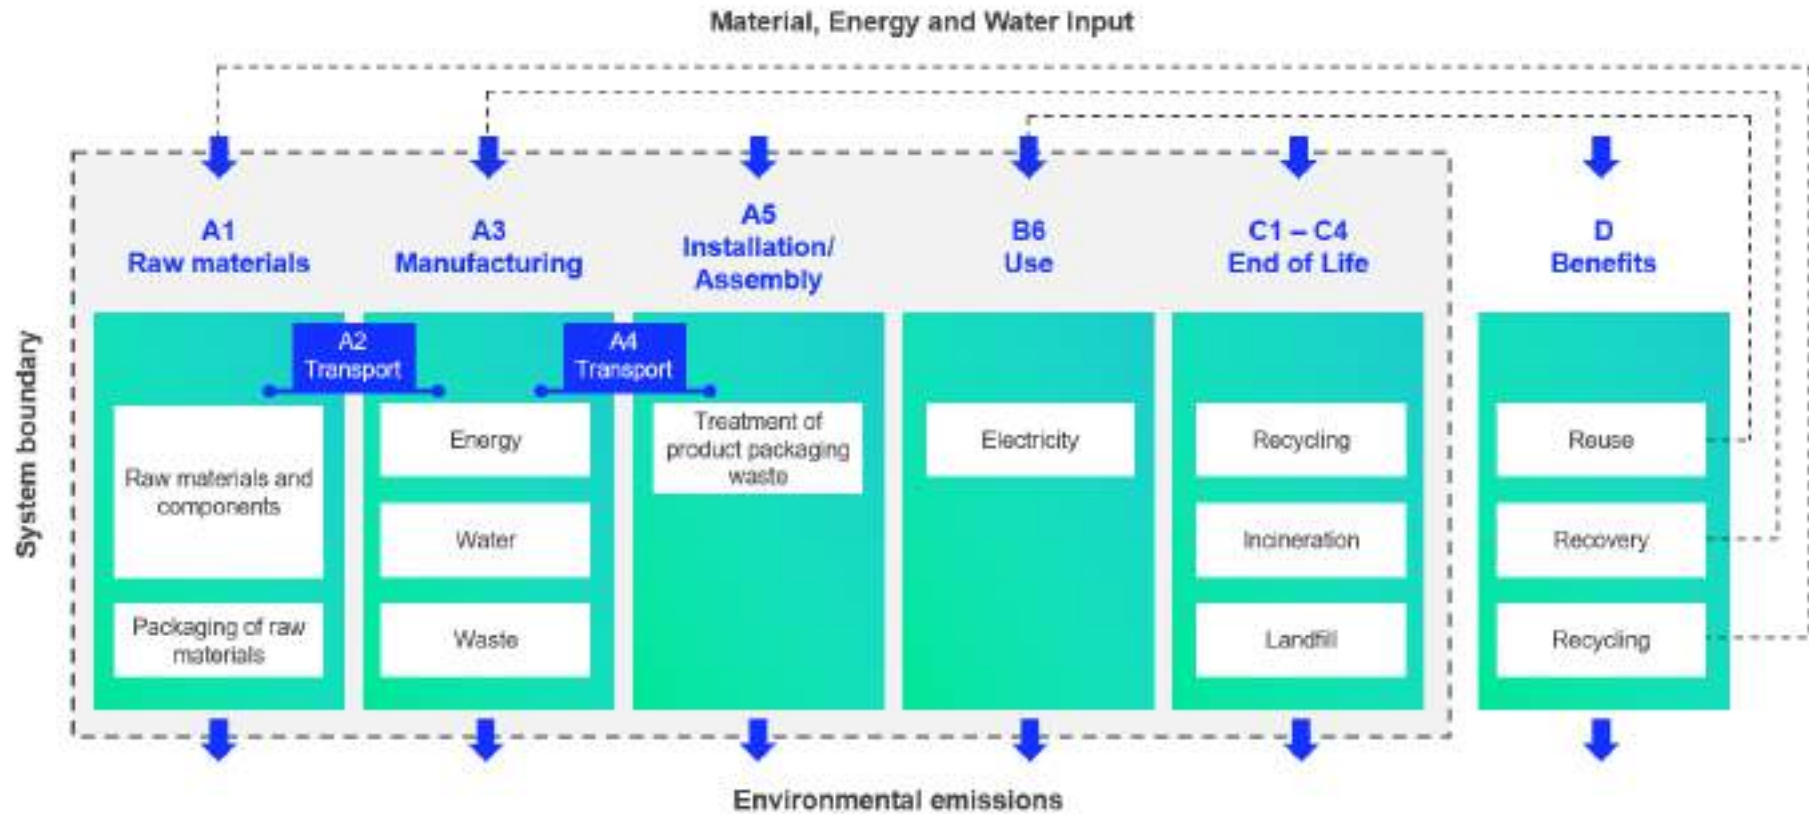 Material, Energy and Water Input
A1
Raw materials
A3
Manufacturing
A5
Installation/
Assembly
B6
Use
C1 – C4
End of Life
D
Benefits
System boundary
A2
Transport
A4
Transport
Raw materials and
components
Packaging of raw
materials
Energy
Water
Waste
Treatment of
product packaging
waste
Electricity
Recycling
Incineration
Landfill
Reuse
Recovery
Recycling
Environmental emissions